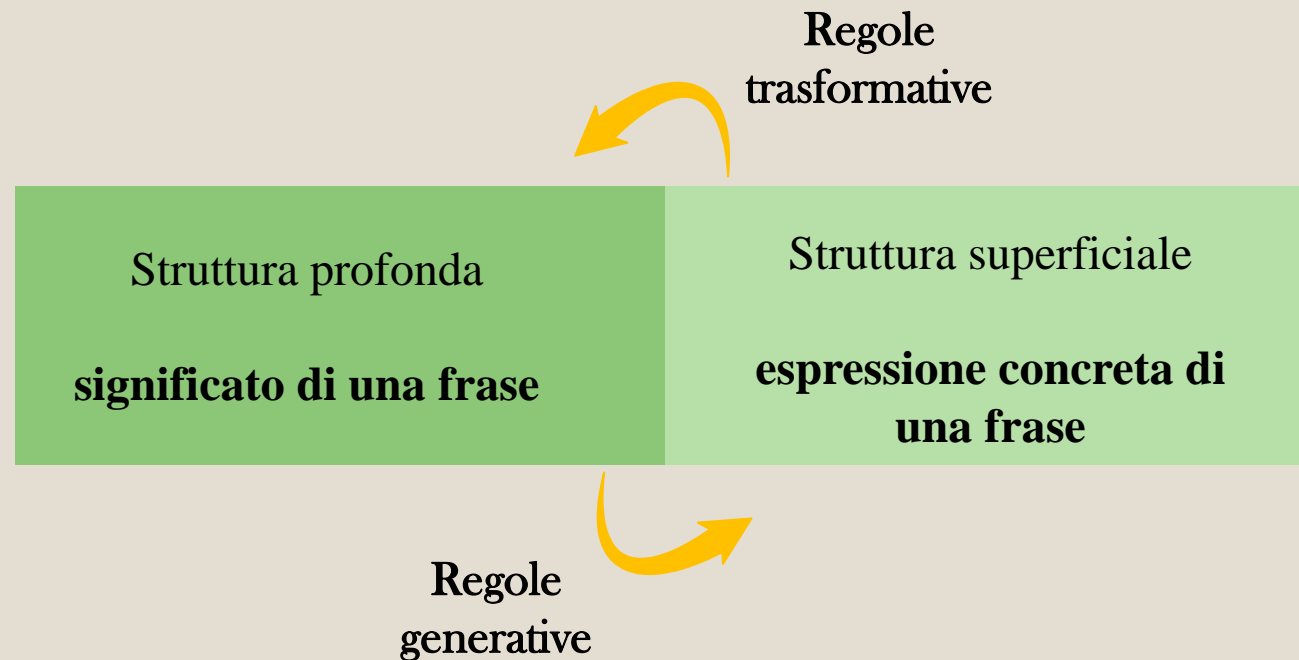 Regole
trasformative
Struttura profonda
significato di una frase
Struttura superficiale
espressione concreta di
una frase
Regole
generative